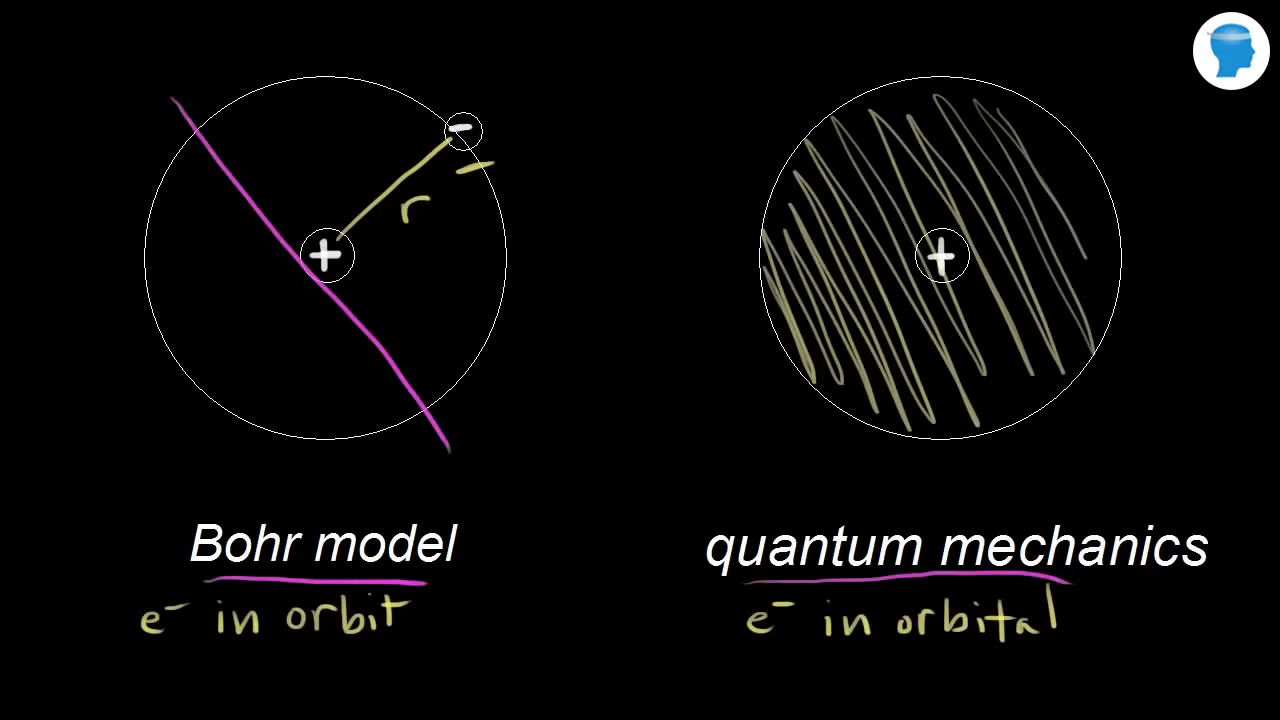 −
r −
+ +
Bohr model quantum mechanics
e⁻ in orbit e⁻ in orbital